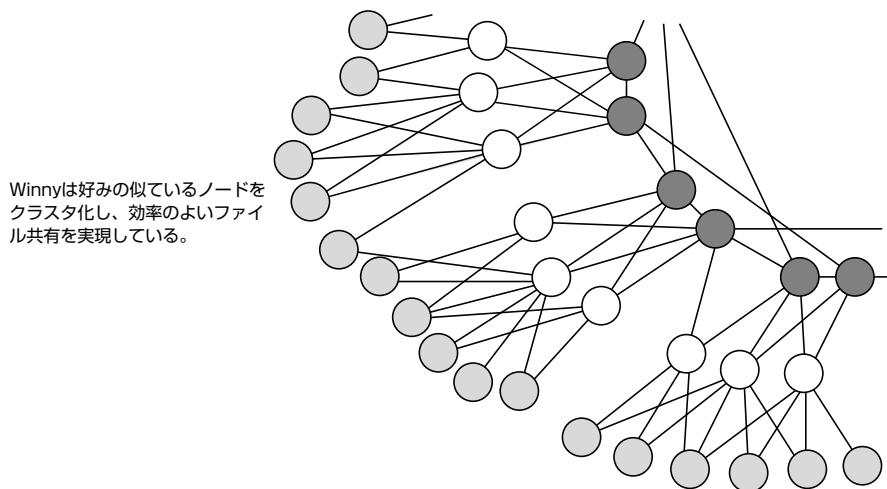 Winnyは好みの似ているノードを
クラスタ化し、効率のよいファイ
ル共有を実現している。